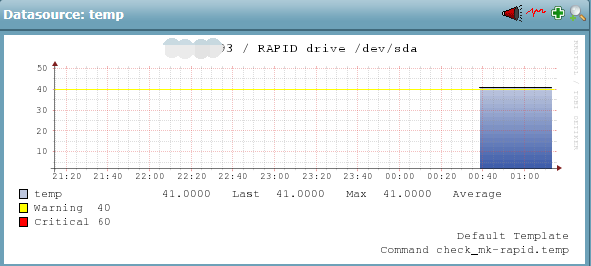 Datasource: temp
93 / RAPID drive /dev/sda
50
40
30
20
10
21:20 21:40 22:00 22:20 22:40 23:00 23:20 23:40 00:00 00:20 00:40 01:00
temp 41.0000 Last 41.0000 Max 41.0000 Average
Warning 40
Critical 60
Default Template
Command check_mk-rapid.temp
RRDTOOL / TOBI OETIKER